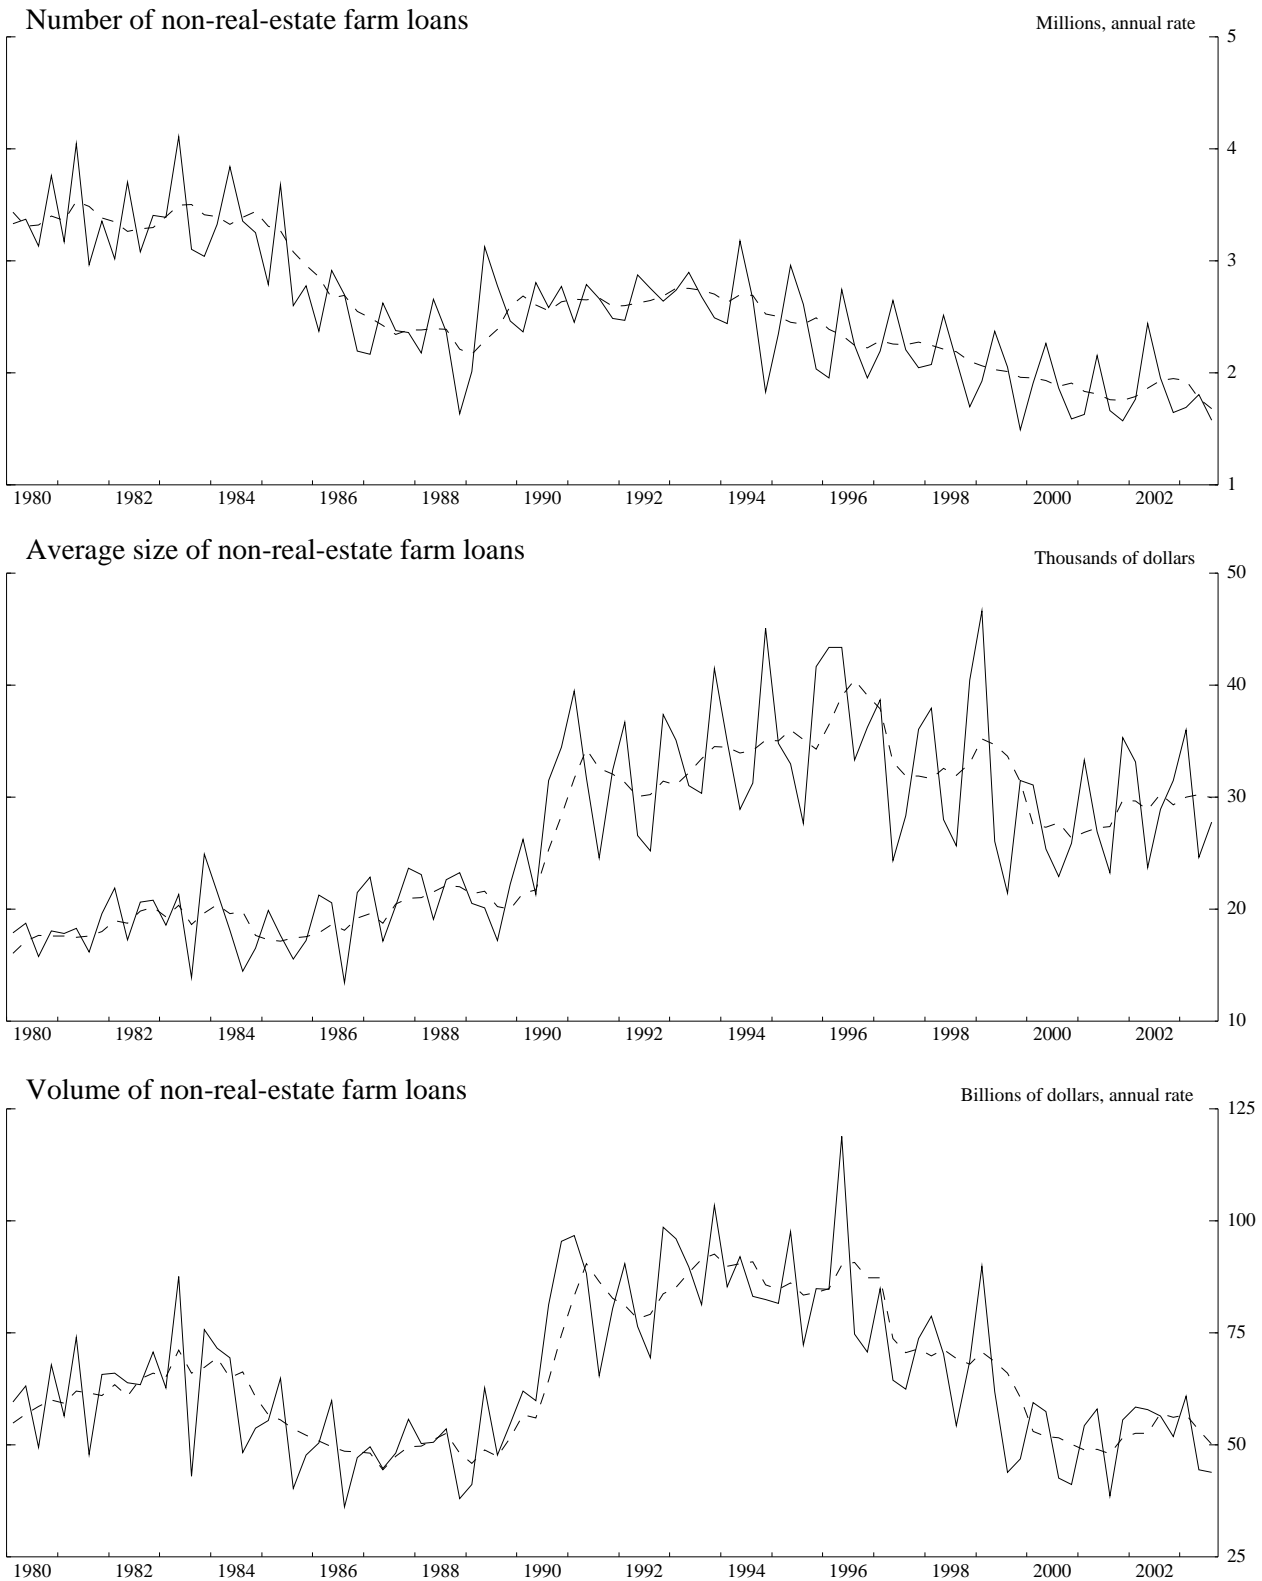 Number of non-real-estate farm loans
Millions, annual rate
5
4
3
2
1
1980 1982 1984 1986 1988 1990 1992 1994 1996 1998 2000 2002
Average size of non-real-estate farm loans
Thousands of dollars
50
40
30
20
10
1980 1982 1984 1986 1988 1990 1992 1994 1996 1998 2000 2002
Volume of non-real-estate farm loans
Billions of dollars, annual rate
125
100
75
50
25
1980 1982 1984 1986 1988 1990 1992 1994 1996 1998 2000 2002